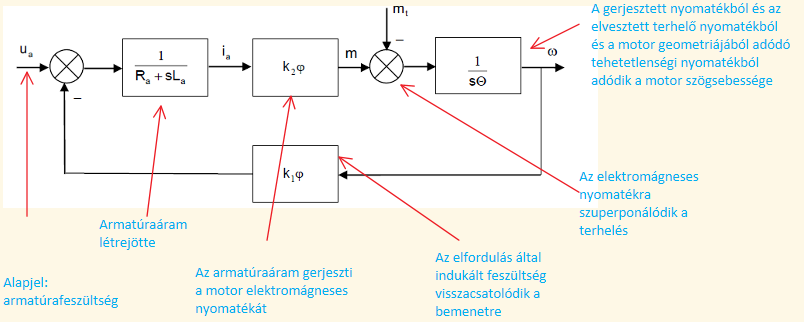 m_t
A gerjesztett nyomatékból és az
elvesztett terhelő nyomatékból
és a motor geometriájából adódó
tehetetlenségi nyomatékból
adódik a motor szögsebessége
u_a
1
R_a + sL_a
i_a
k_2φ
m
1
sΘ
ω
–
–
k_1φ
Az elektromágneses
nyomatékra
szuperponálódik a
terhelés
Armatúraáram
létrejötte
Alapjel:
armatúrafeszültség
Az armatúraáram gerjeszti
a motor elektromágneses
nyomatékát
Az elfordulás által
indukált feszültség
visszacsatolódik a
bemenetre